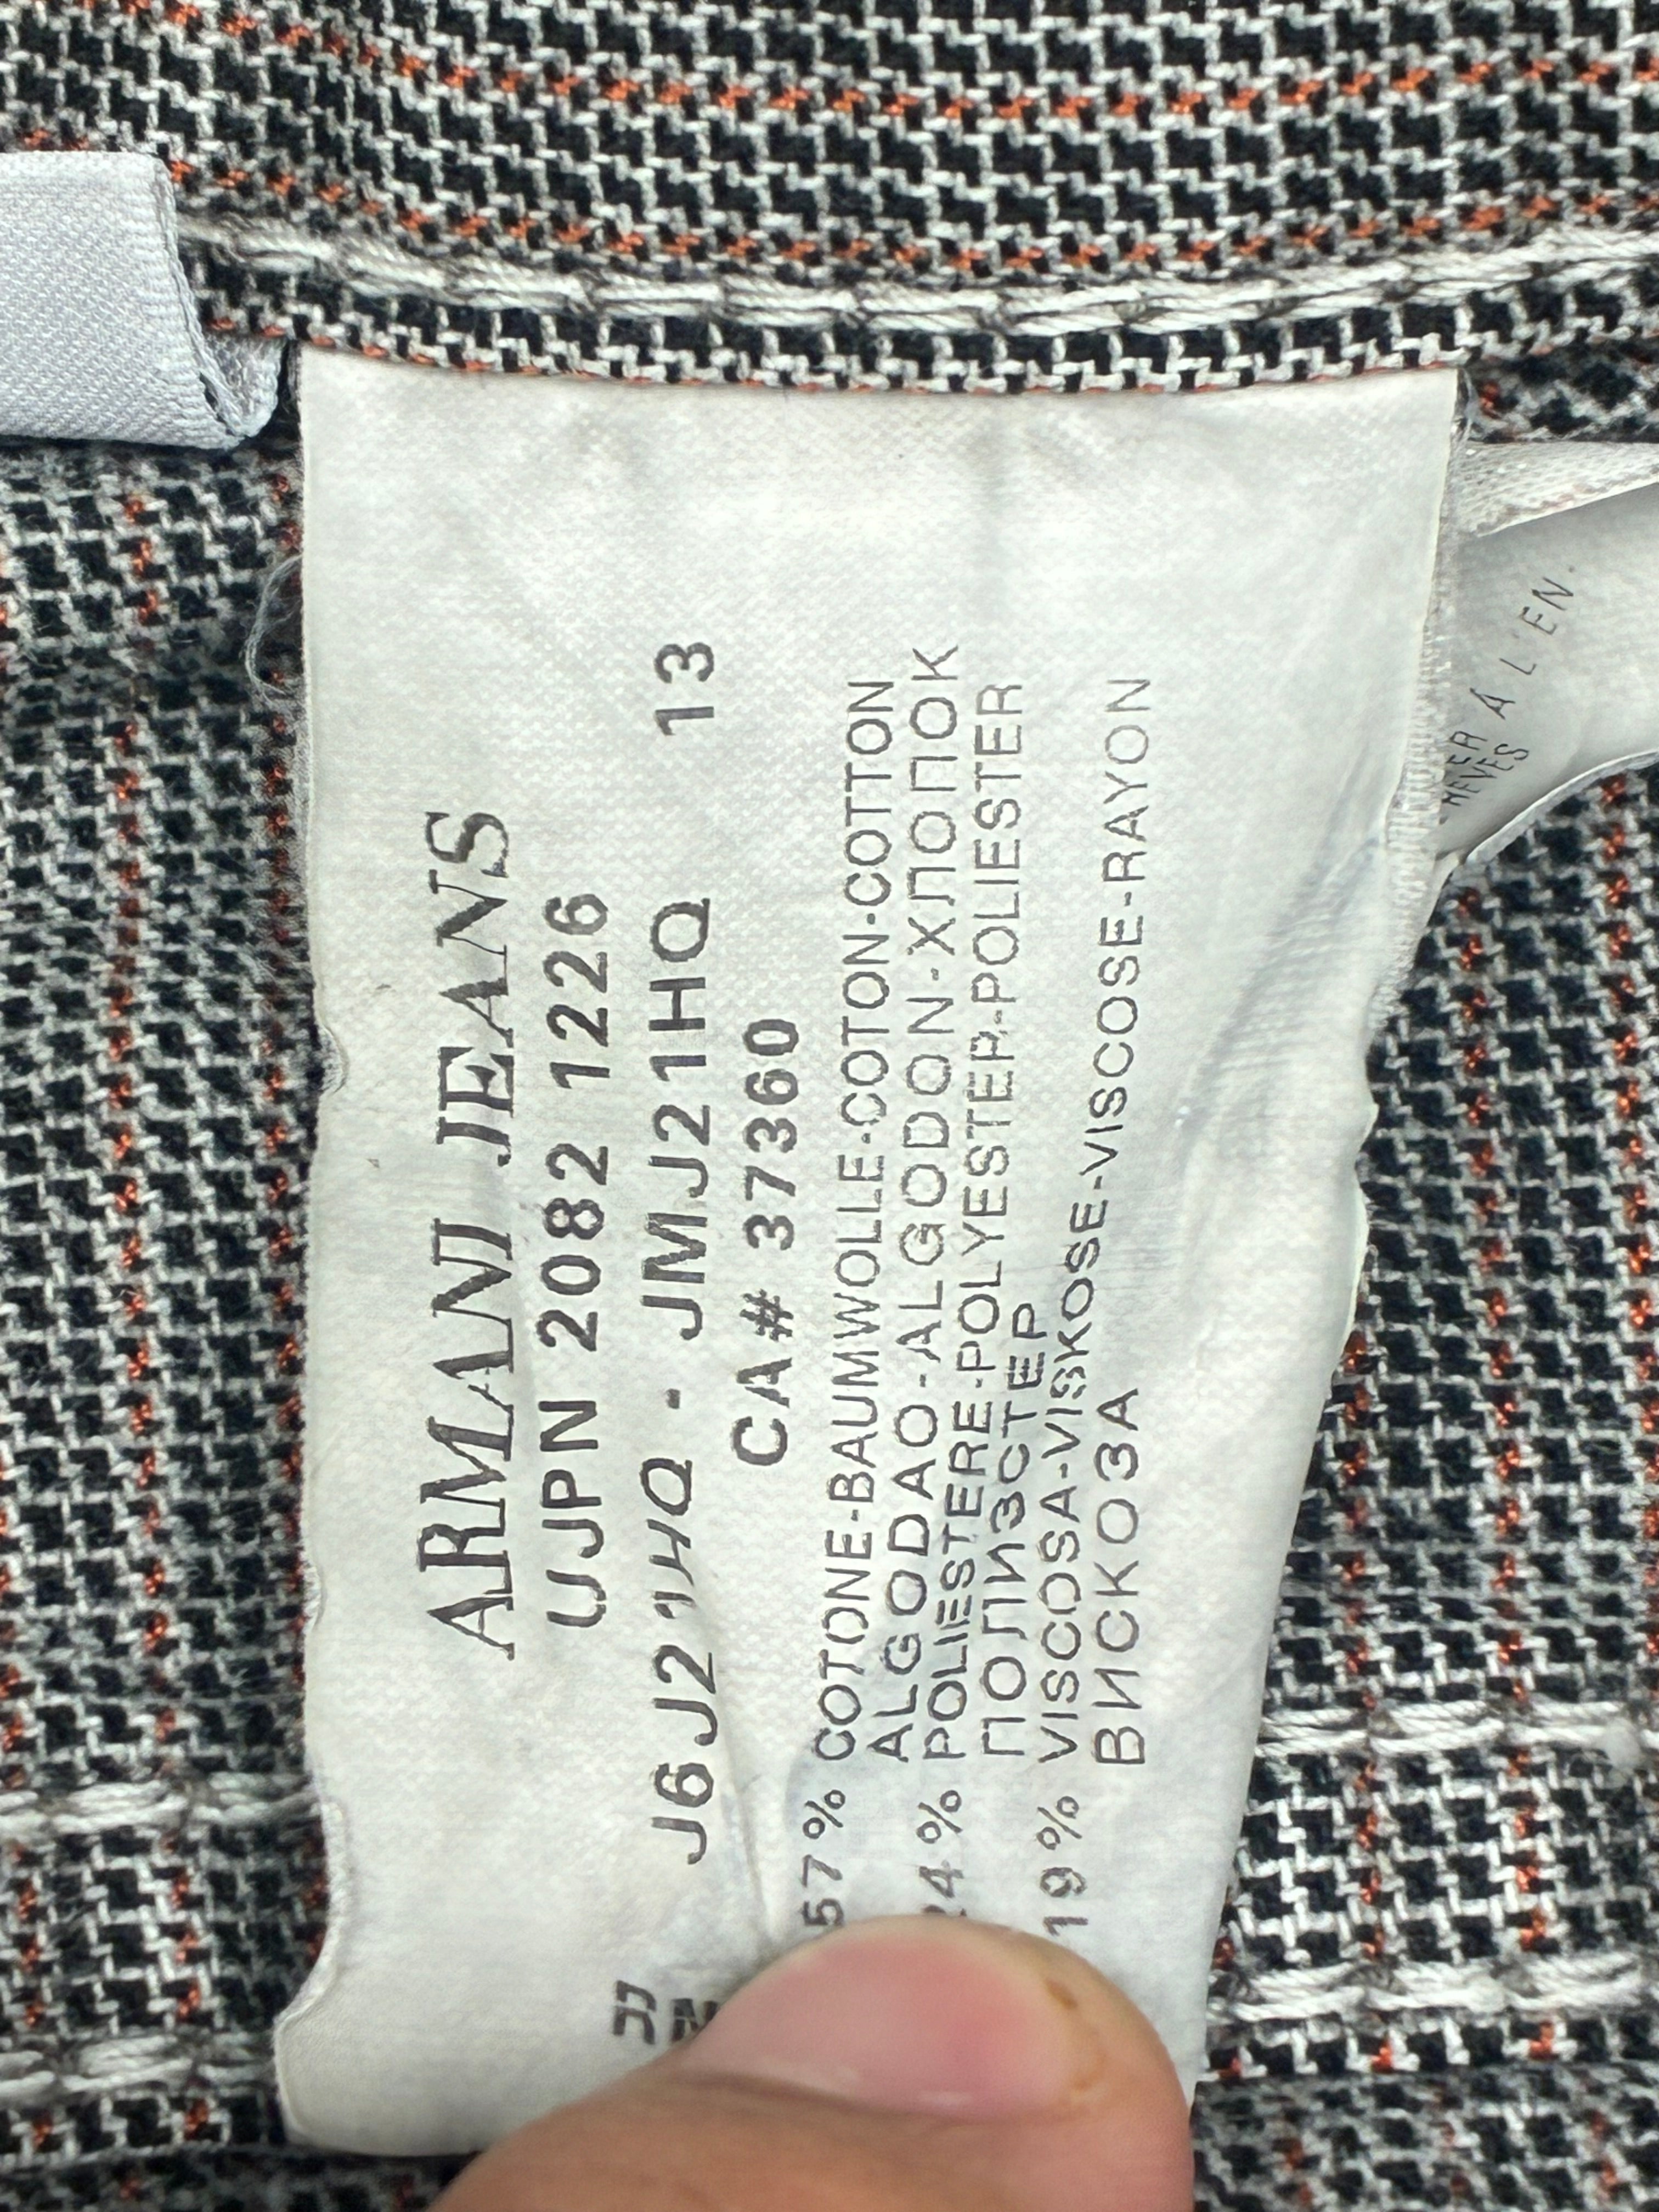 ARMANI JEANS
UJPN 2082 1226
J6J21HQ - JMJ21HQ 13
CA# 37360
57% COTONE-BAUMWOLLE-COTON-COTTON
ALGODAO-ALGODON-ХЛОПОК
24% POLIESTERE-POLYESTER-POLIESTER
ПОЛИЗСТЕР
19% VISCOSA-VISKOSE-VISCOSE-RAYON
ВИСКОЗА